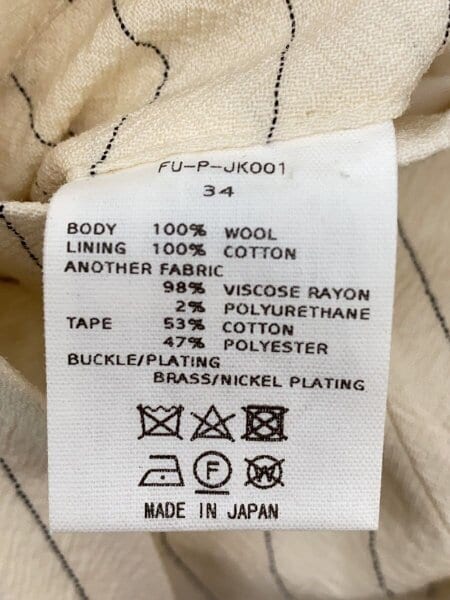 FU-P-JK001
34
BODY 100% WOOL
LINING 100% COTTON
ANOTHER FABRIC
98% VISCOSE RAYON
2% POLYURETHANE
TAPE 53% COTTON
47% POLYESTER
BUCKLE/PLATING
BRASS/NICKEL PLATING
F W
MADE IN JAPAN